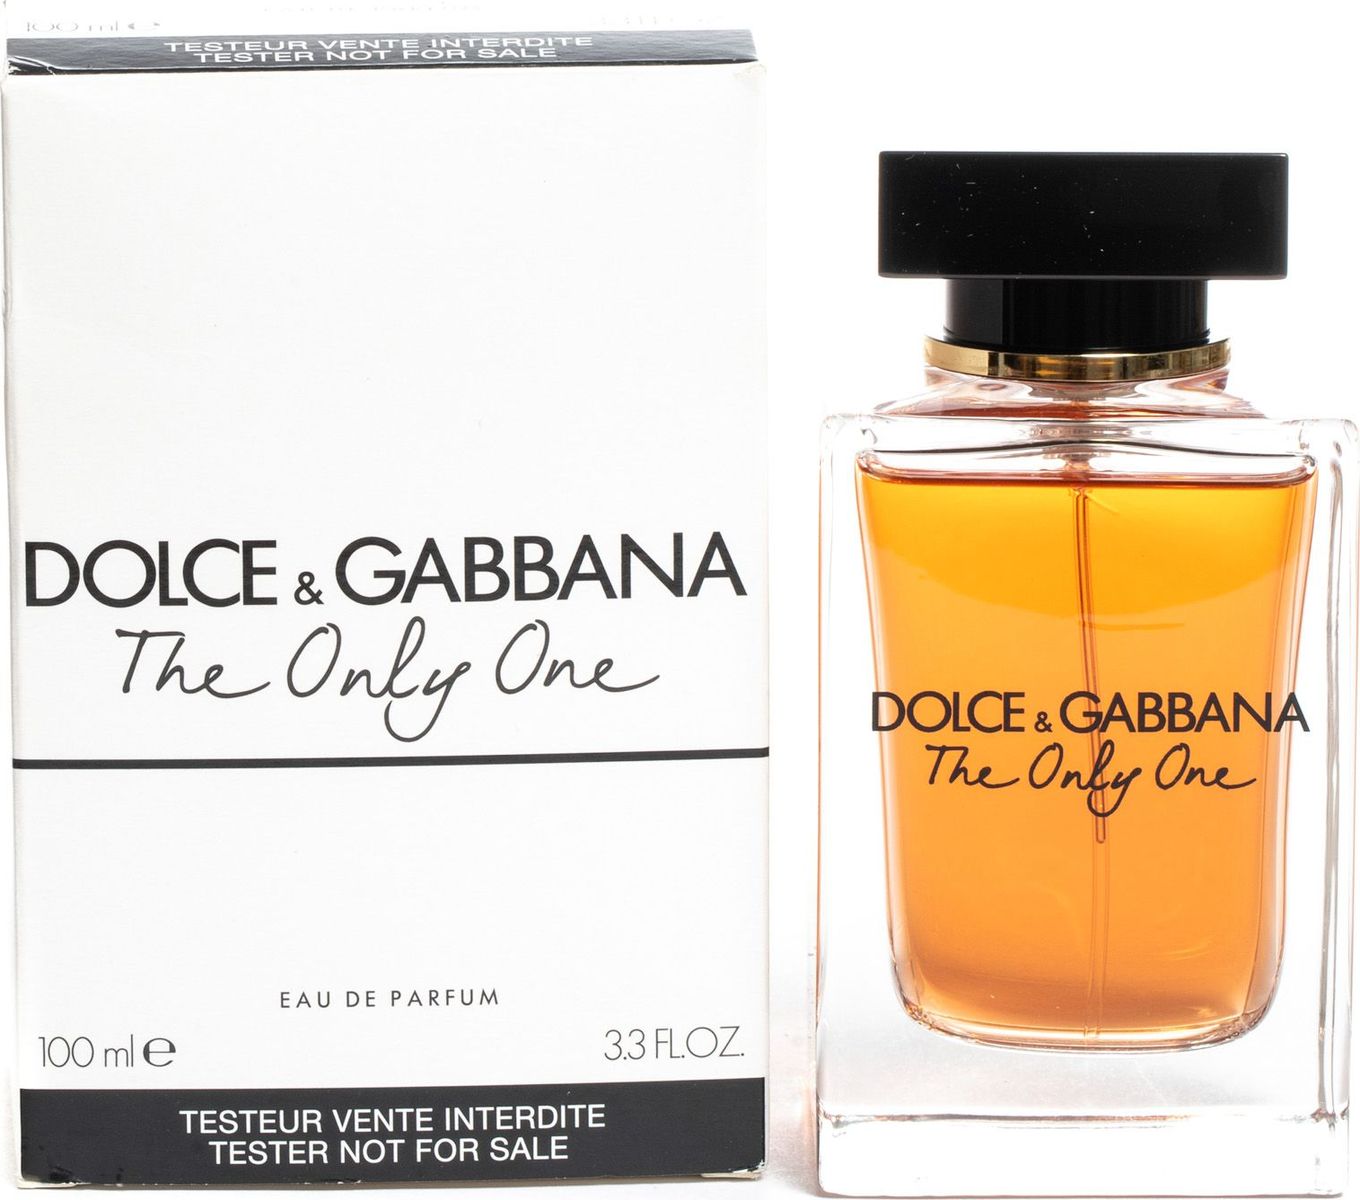 TESTEUR VENTE INTERDITE
TESTER NOT FOR SALE
DOLCE & GABBANA
The Only One
EAU DE PARFUM
100 ml e 3.3 FL.OZ.
TESTEUR VENTE INTERDITE
TESTER NOT FOR SALE
DOLCE & GABBANA
The Only One